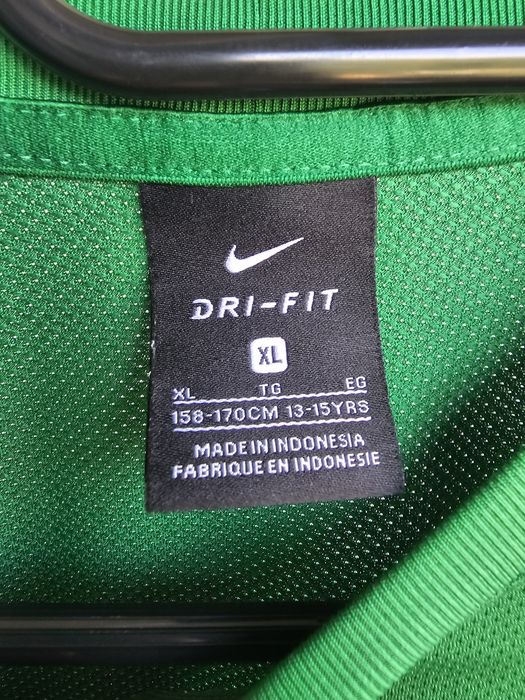 DRI-FIT
XL
XL TG EG
158-170CM 13-15YRS
MADE IN INDONESIA
FABRIQUE EN INDONESIE